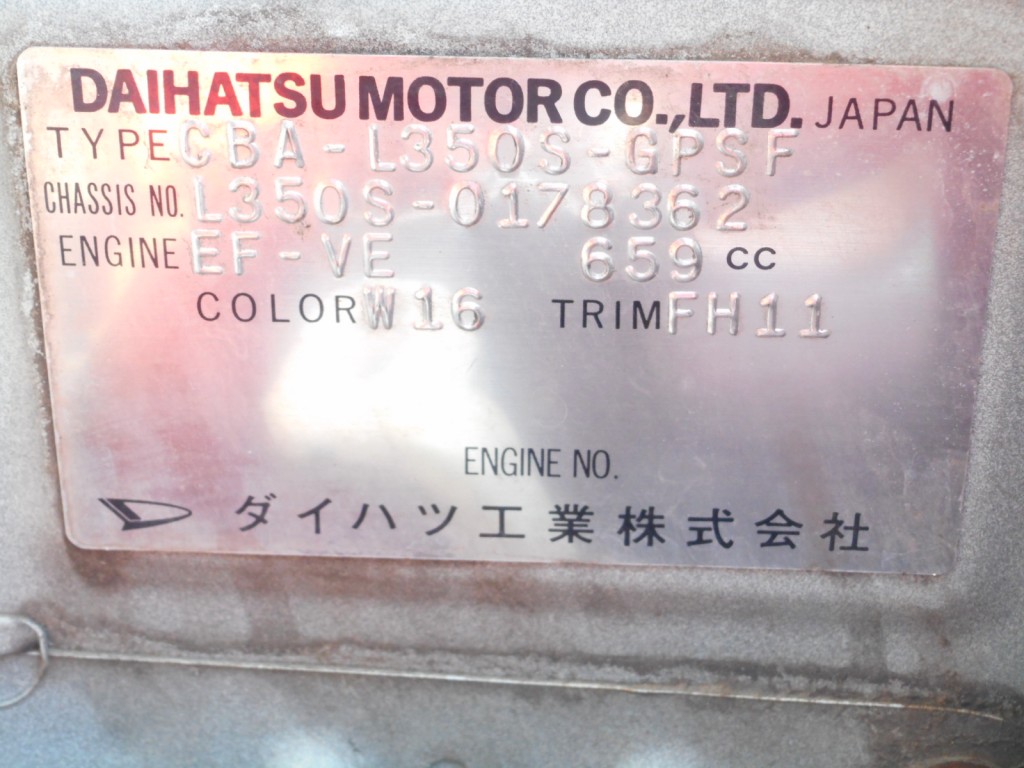 DAIHATSU MOTOR CO.,LTD. JAPAN
TYPE CBA-L350S-GPSF
CHASSIS NO. L350S-0178362
ENGINE EF-VE 659 CC
COLOR W16 TRIM FH11
ENGINE NO.
ダイハツ工業株式会社